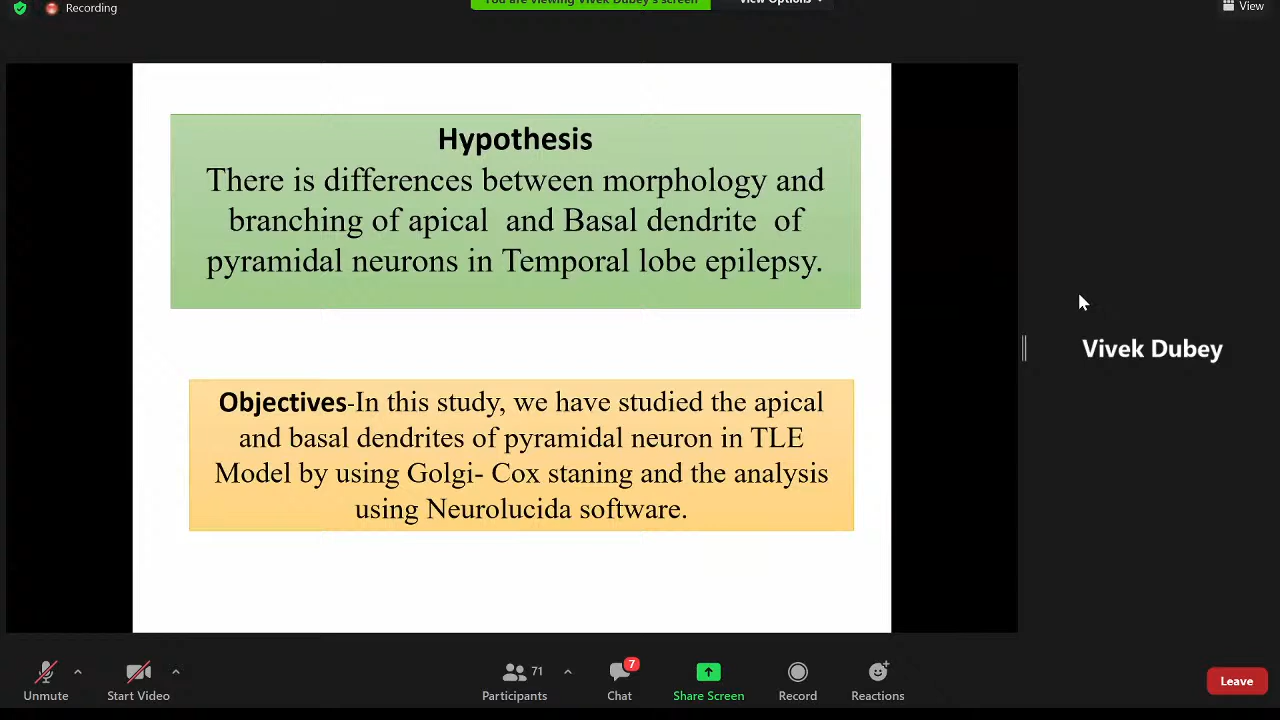 Recording
You are viewing Vivek Dubey's screen
View Options
View
Hypothesis
There is differences between morphology and
branching of apical and Basal dendrite of
pyramidal neurons in Temporal lobe epilepsy.
Vivek Dubey
Objectives-In this study, we have studied the apical
and basal dendrites of pyramidal neuron in TLE
Model by using Golgi- Cox staning and the analysis
using Neurolucida software.
Unmute
Start Video
71
Participants
7
Chat
Share Screen
Record
Reactions
Leave